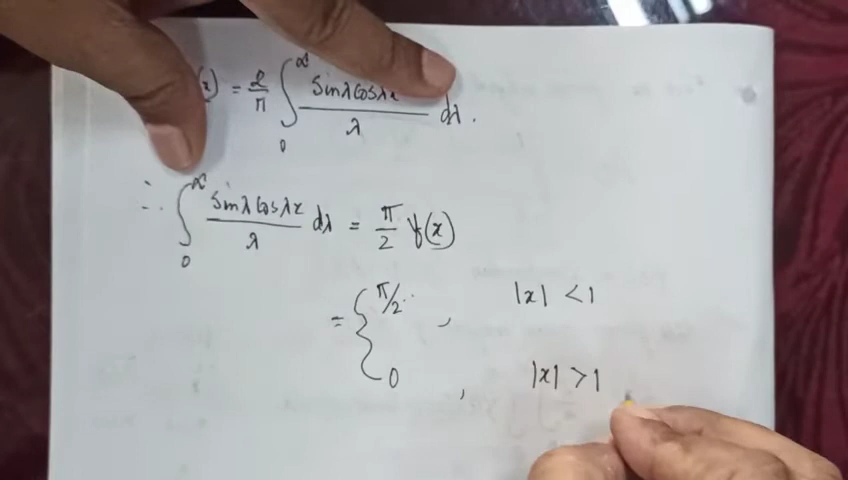 (x) = 2/π ∫₀^∞ Sinλ Cosλx / λ dλ.
∴ ∫₀^∞ Sinλ Cosλx / λ dλ = π/2 f(x)
= { π/2 , |x| < 1
0 , |x| > 1